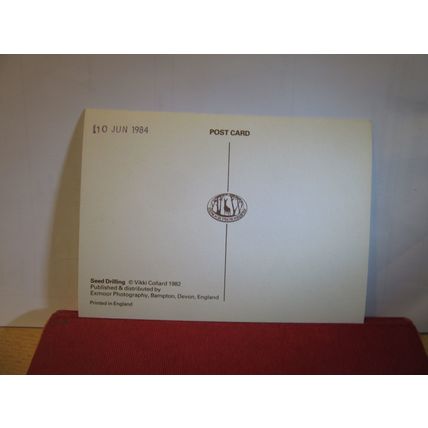 10 JUN 1984
POST CARD
Seed Drilling © Vikki Collard 1982
Published & distributed by
Exmoor Photography, Bampton, Devon, England
Printed in England